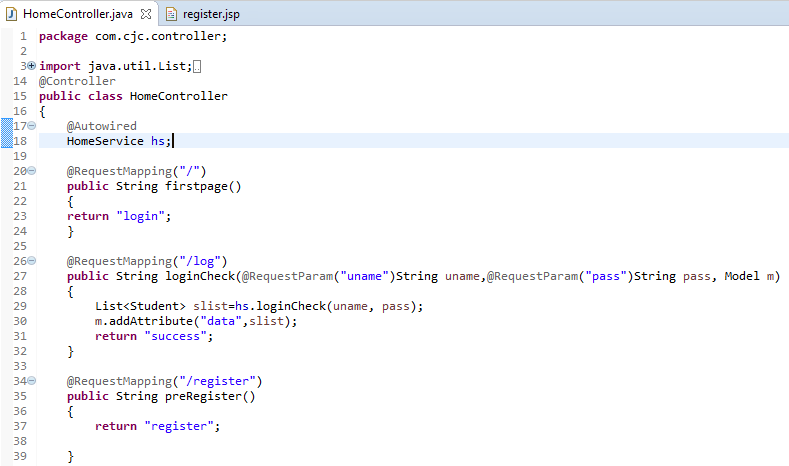 HomeController.java register.jsp
1 package com.cjc.controller;
2
3 import java.util.List;
14 @Controller
15 public class HomeController
16 {
17 @Autowired
18 HomeService hs;
19
20 @RequestMapping("/")
21 public String firstpage()
22 {
23 return "login";
24 }
25
26 @RequestMapping("/log")
27 public String loginCheck(@RequestParam("uname")String uname,@RequestParam("pass")String pass, Model m)
28 {
29 List<Student> slist=hs.loginCheck(uname, pass);
30 m.addAttribute("data",slist);
31 return "success";
32 }
33
34 @RequestMapping("/register")
35 public String preRegister()
36 {
37 return "register";
38
39 }